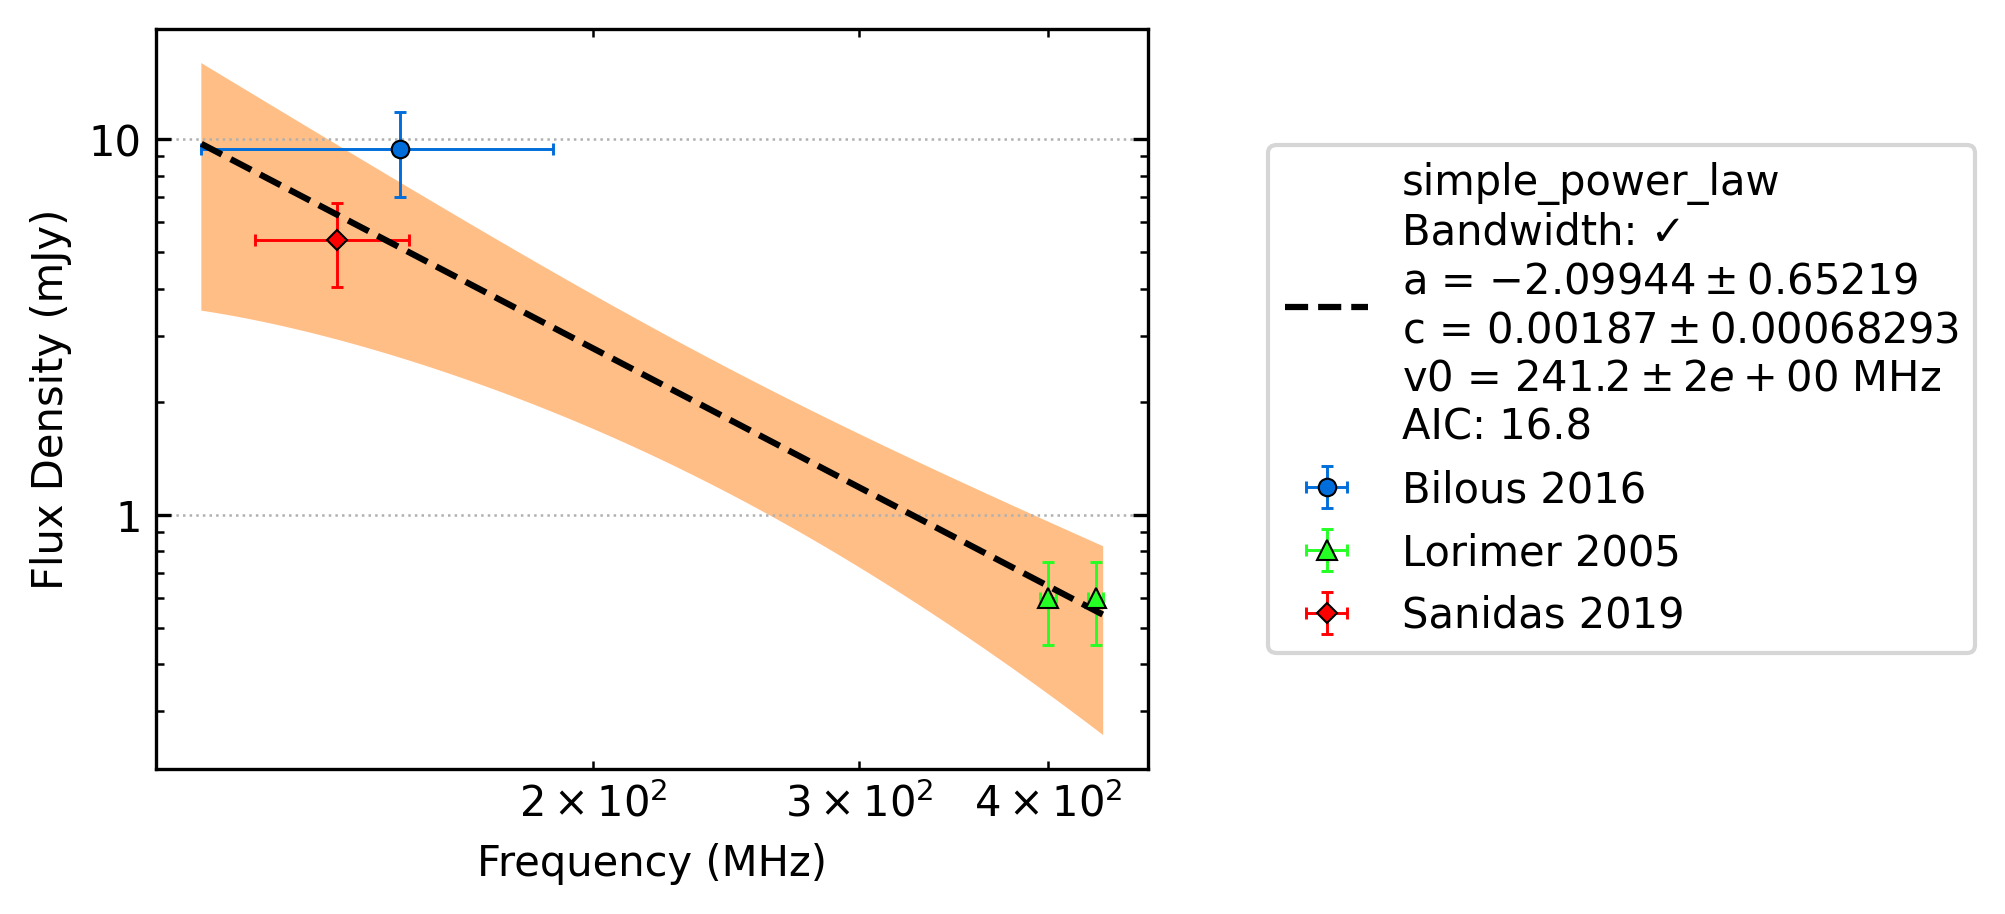 10
1
Flux Density (mJy)
2 × 10²
3 × 10²
4 × 10²
Frequency (MHz)
simple_power_law
Bandwidth: ✓
a = −2.09944 ± 0.65219
c = 0.00187 ± 0.00068293
v0 = 241.2 ± 2e + 00 MHz
AIC: 16.8
Bilous 2016
Lorimer 2005
Sanidas 2019